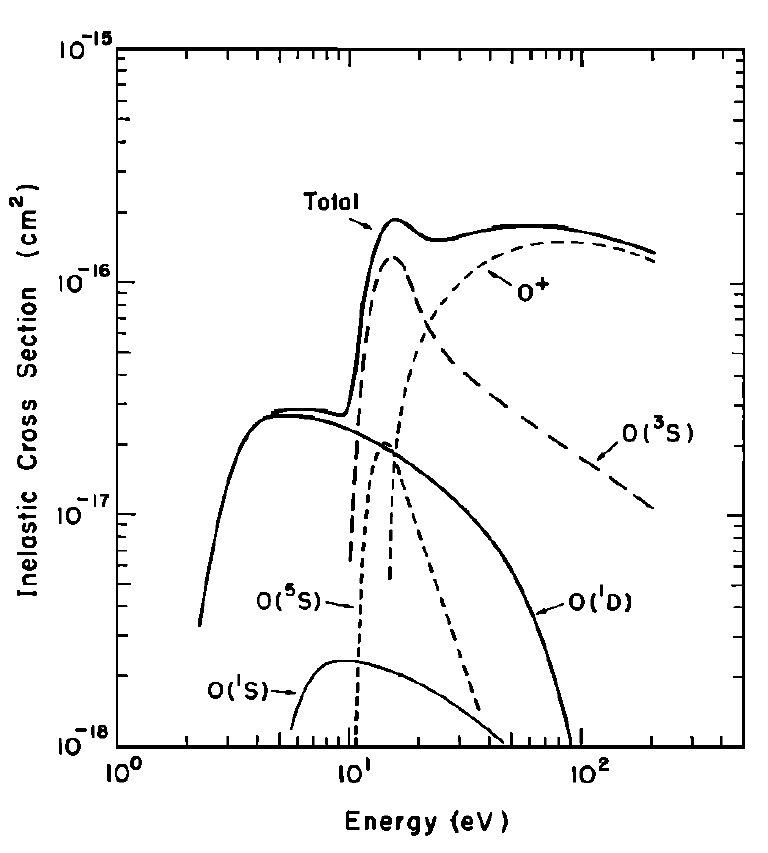 10⁻¹⁵
Total
10⁻¹⁶
O⁺
O(³S)
10⁻¹⁷
O(⁵S)
O(¹D)
O(¹S)
10⁻¹⁸
10⁰
10¹
10²
Energy (eV)
Inelastic Cross Section (cm²)